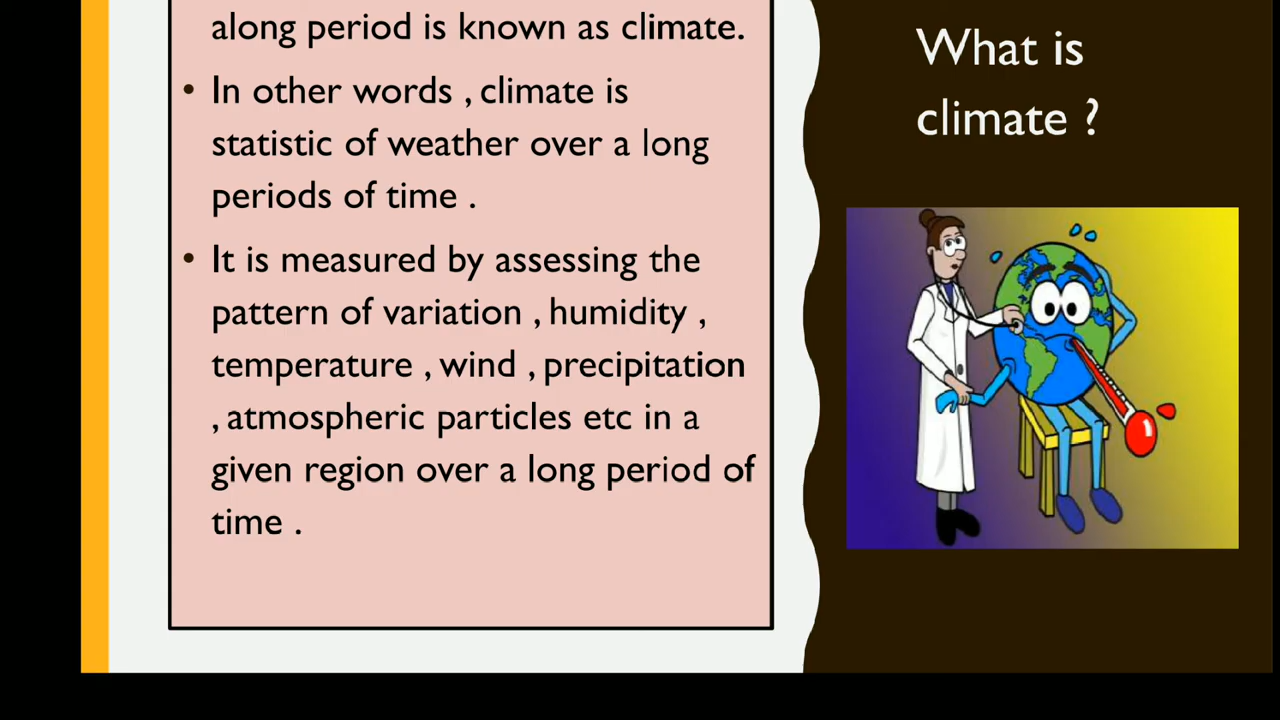 along period is known as climate.
• In other words , climate is
statistic of weather over a long
periods of time .
• It is measured by assessing the
pattern of variation , humidity ,
temperature , wind , precipitation
, atmospheric particles etc in a
given region over a long period of
time .
What is
climate ?